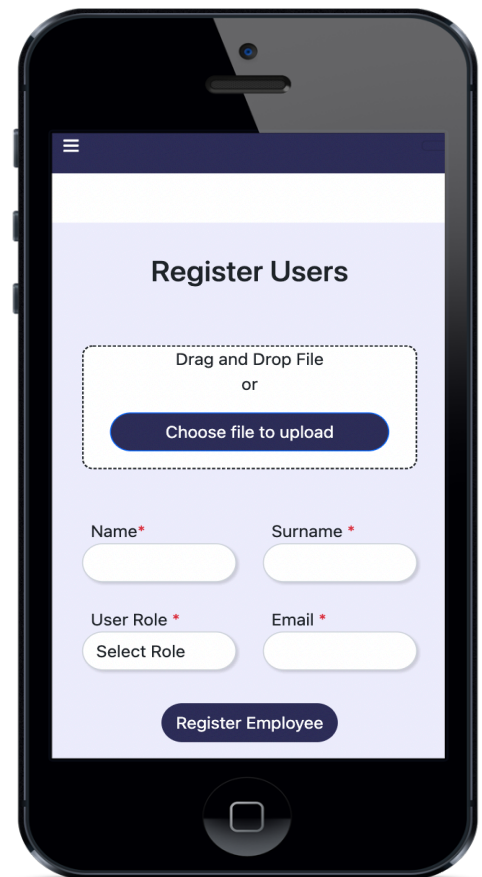 Register Users
Drag and Drop File
or
Choose file to upload
Name*
Surname *
User Role *
Email *
Select Role
Register Employee